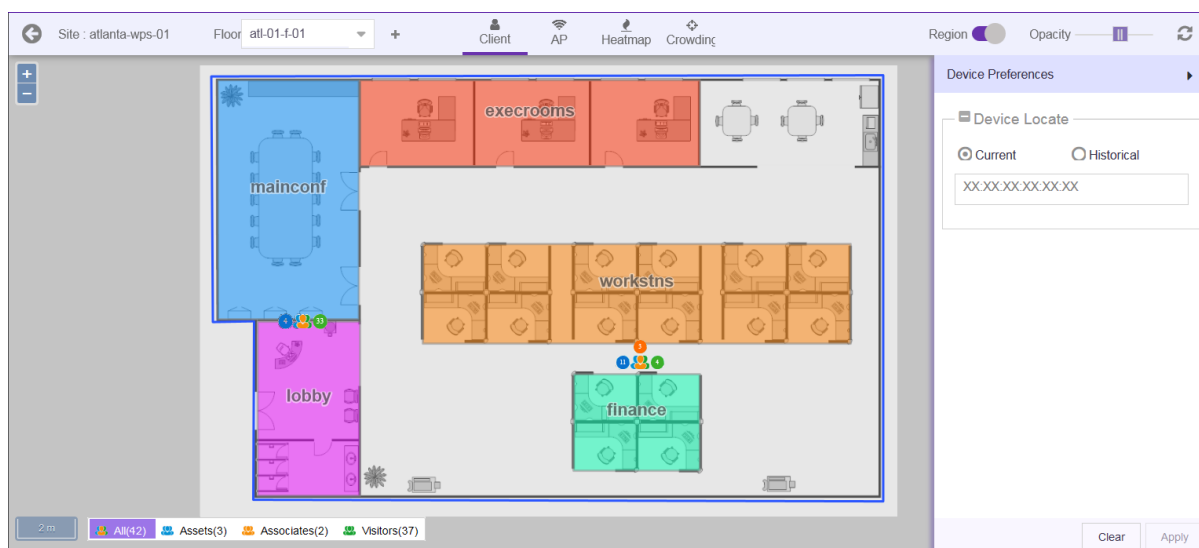 Site : atlanta-wps-01
Floor
atl-01-f-01
+
Client
AP
Heatmap
Crowding
Region
Opacity
+
−
Device Preferences
Device Locate
Current
Historical
XX:XX:XX:XX:XX:XX
execrooms
mainconf
workstns
4
33
3
11
4
lobby
finance
2 m
All(42)
Assets(3)
Associates(2)
Visitors(37)
Clear
Apply